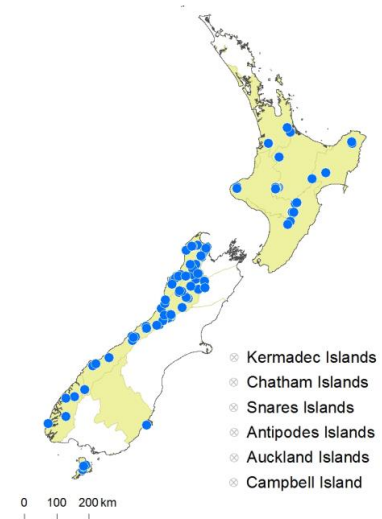 Kermadec Islands
Chatham Islands
Snares Islands
Antipodes Islands
Auckland Islands
Campbell Island
0 100 200 km